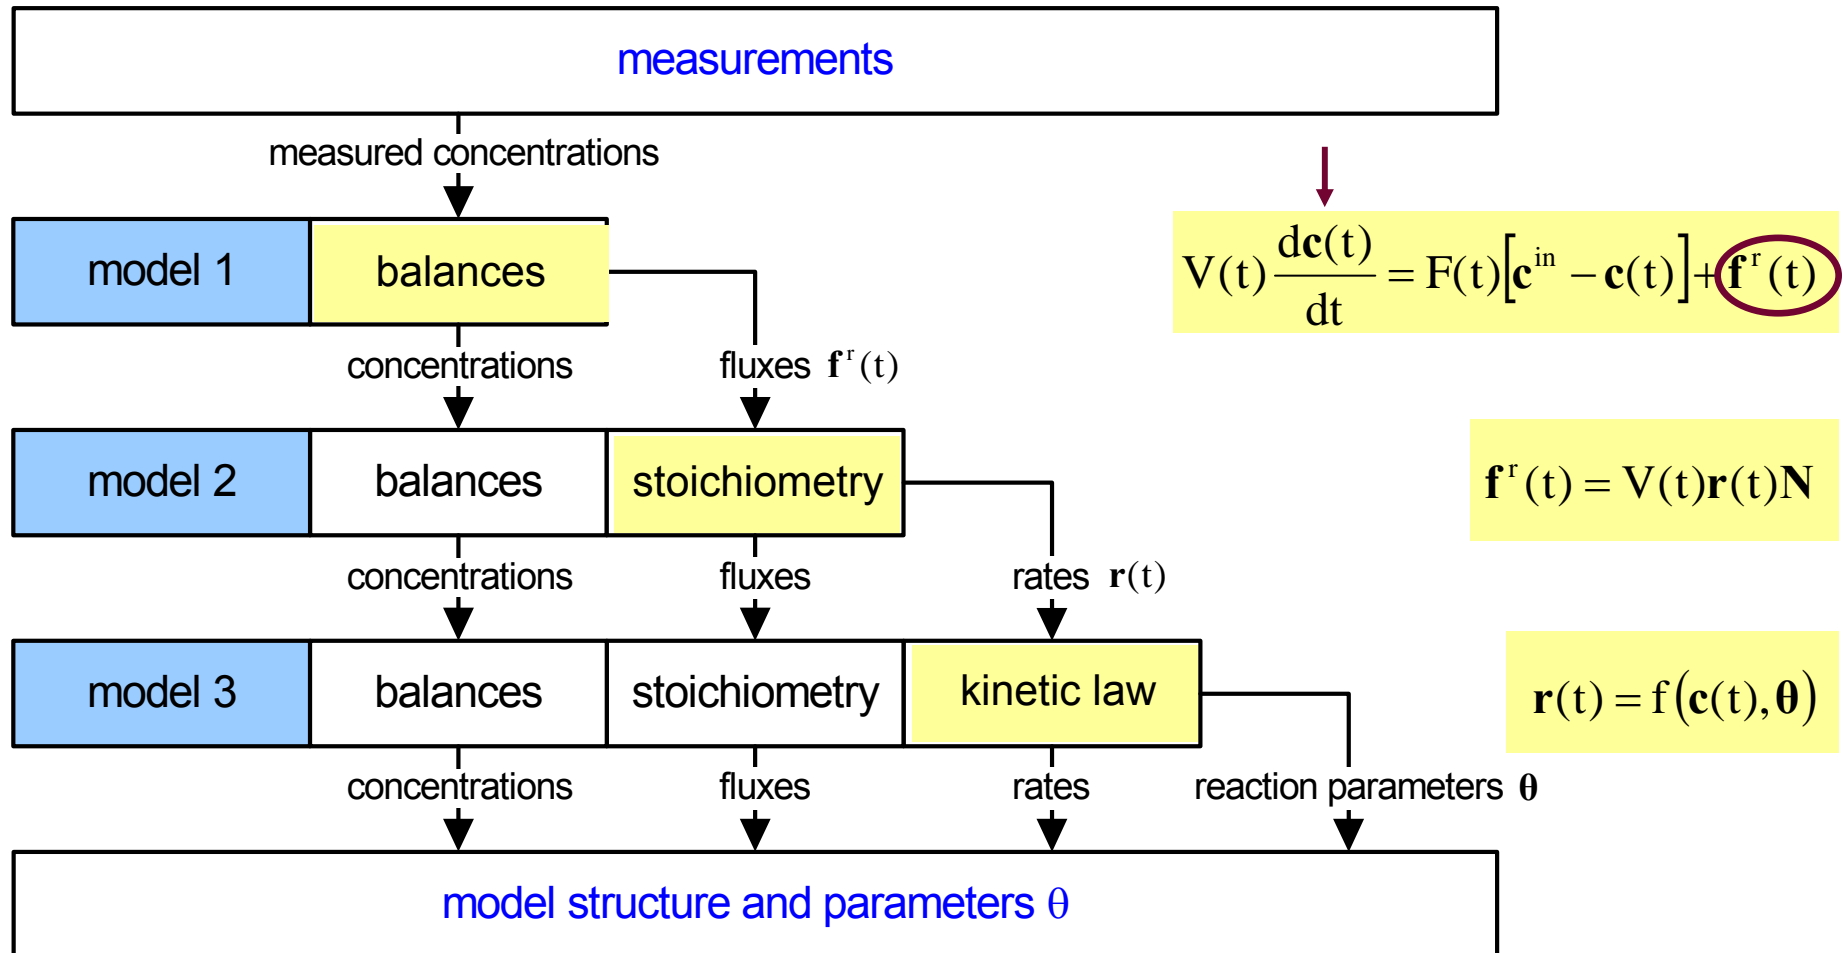 measurements
measured concentrations
model 1 balances
V(t) dc(t)/dt = F(t)[c^in − c(t)] + f^r(t)
concentrations fluxes f^r(t)
model 2 balances stoichiometry
f^r(t) = V(t)r(t)N
concentrations fluxes rates r(t)
model 3 balances stoichiometry kinetic law
r(t) = f(c(t), θ)
concentrations fluxes rates reaction parameters θ
model structure and parameters θ